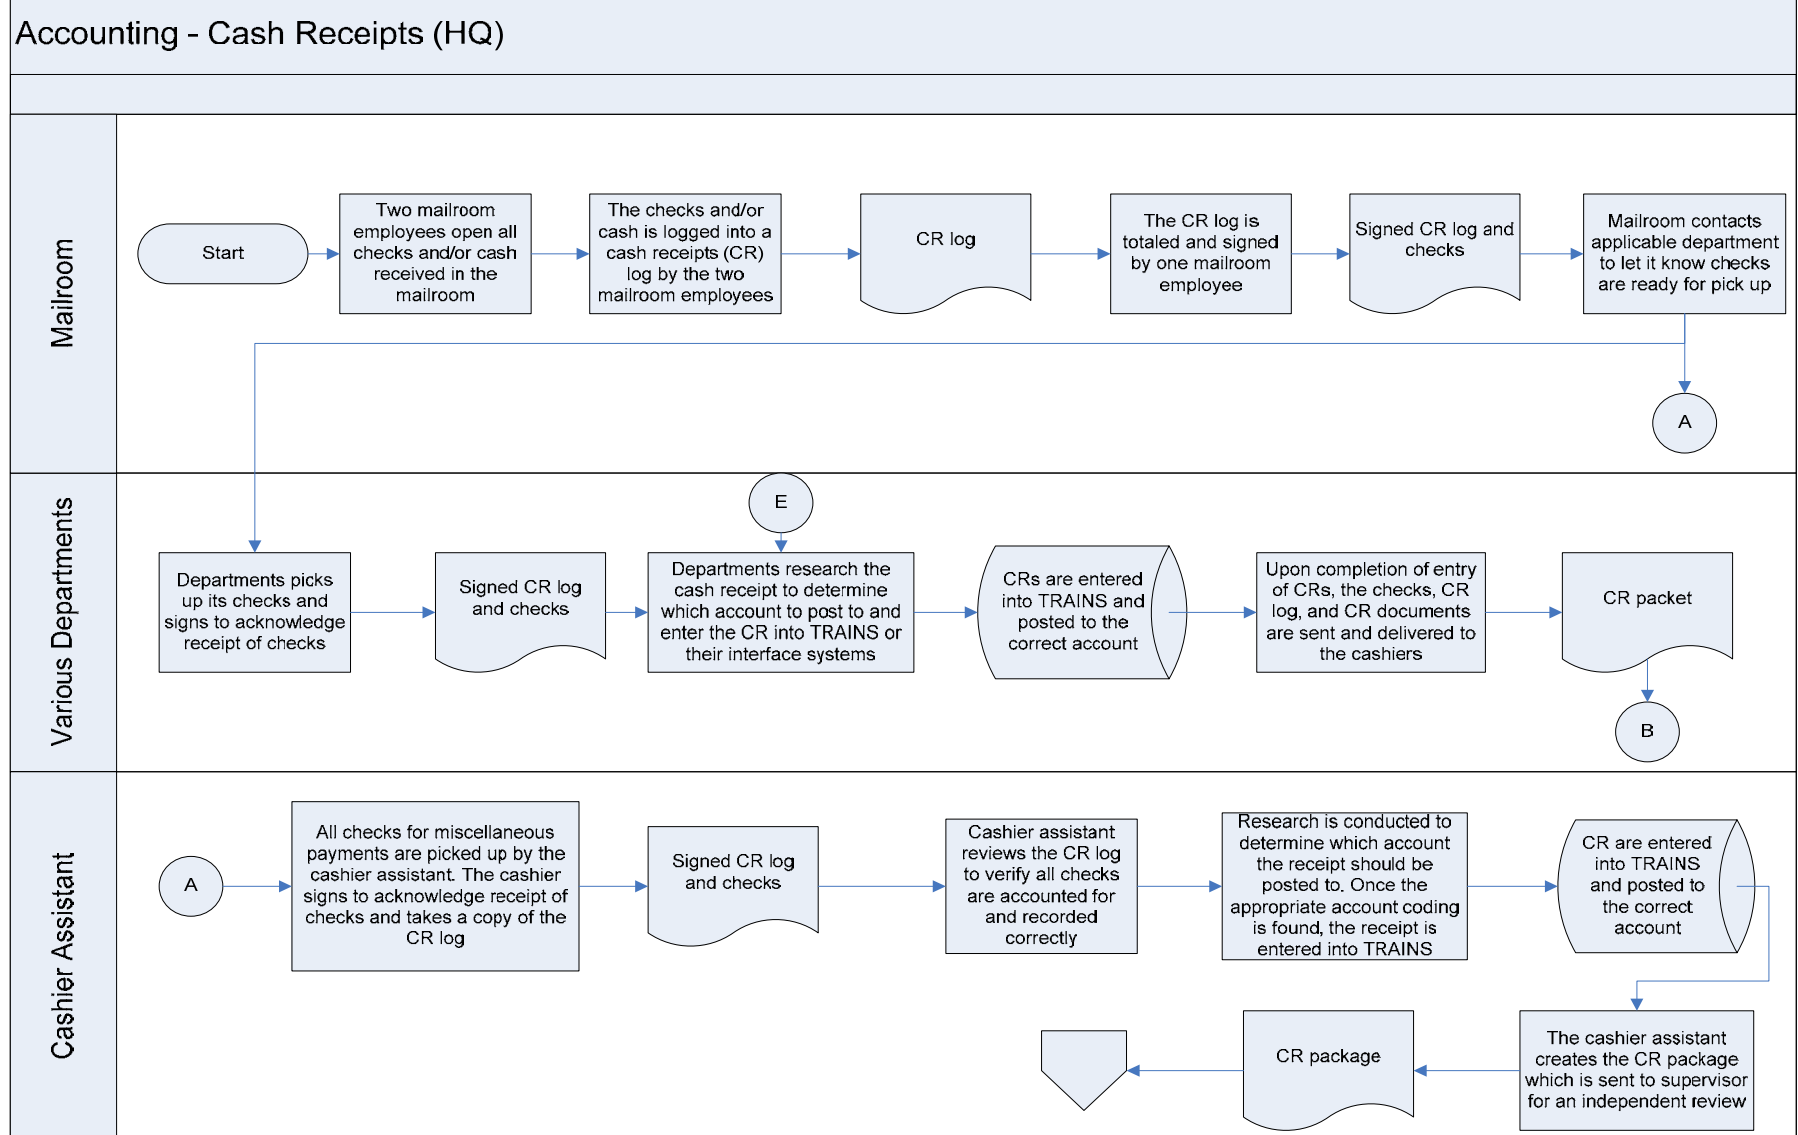 Accounting - Cash Receipts (HQ)
Mailroom
Start
Two mailroom
employees open all
checks and/or cash
received in the
mailroom
The checks and/or
cash is logged into a
cash receipts (CR)
log by the two
mailroom employees
CR log
The CR log is
totaled and signed
by one mailroom
employee
Signed CR log and
checks
Mailroom contacts
applicable department
to let it know checks
are ready for pick up
A
Various Departments
E
Departments picks
up its checks and
signs to acknowledge
receipt of checks
Signed CR log
and checks
Departments research the
cash receipt to determine
which account to post to and
enter the CR into TRAINS or
their interface systems
CRs are entered
into TRAINS and
posted to the
correct account
Upon completion of entry
of CRs, the checks, CR
log, and CR documents
are sent and delivered to
the cashiers
CR packet
B
Cashier Assistant
A
All checks for miscellaneous
payments are picked up by the
cashier assistant. The cashier
signs to acknowledge receipt of
checks and takes a copy of the
CR log
Signed CR log
and checks
Cashier assistant
reviews the CR log
to verify all checks
are accounted for
and recorded
correctly
Research is conducted to
determine which account
the receipt should be
posted to. Once the
appropriate account coding
is found, the receipt is
entered into TRAINS
CR are entered
into TRAINS
and posted to
the correct
account
The cashier assistant
creates the CR package
which is sent to supervisor
for an independent review
CR package